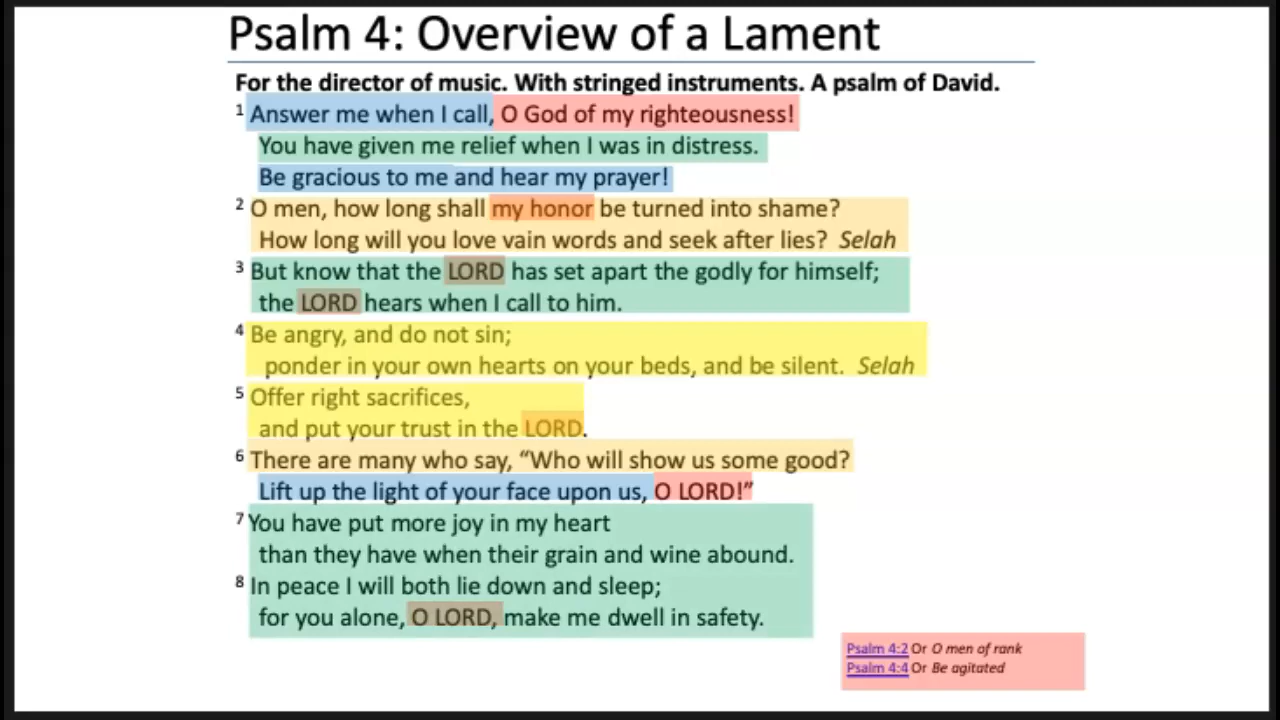 Psalm 4: Overview of a Lament
For the director of music. With stringed instruments. A psalm of David.
1 Answer me when I call, O God of my righteousness!
You have given me relief when I was in distress.
Be gracious to me and hear my prayer!
2 O men, how long shall my honor be turned into shame?
How long will you love vain words and seek after lies? Selah
3 But know that the LORD has set apart the godly for himself;
the LORD hears when I call to him.
4 Be angry, and do not sin;
ponder in your own hearts on your beds, and be silent. Selah
5 Offer right sacrifices,
and put your trust in the LORD.
6 There are many who say, “Who will show us some good?
Lift up the light of your face upon us, O LORD!”
7 You have put more joy in my heart
than they have when their grain and wine abound.
8 In peace I will both lie down and sleep;
for you alone, O LORD, make me dwell in safety.
Psalm 4:2 Or O men of rank
Psalm 4:4 Or Be agitated